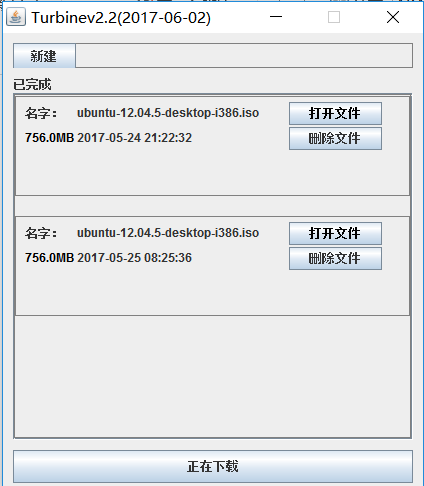 Turbinev2.2(2017-06-02)
新建
已完成
名字： ubuntu-12.04.5-desktop-i386.iso 打开文件
756.0MB 2017-05-24 21:22:32 删除文件
名字： ubuntu-12.04.5-desktop-i386.iso 打开文件
756.0MB 2017-05-25 08:25:36 删除文件
正在下载